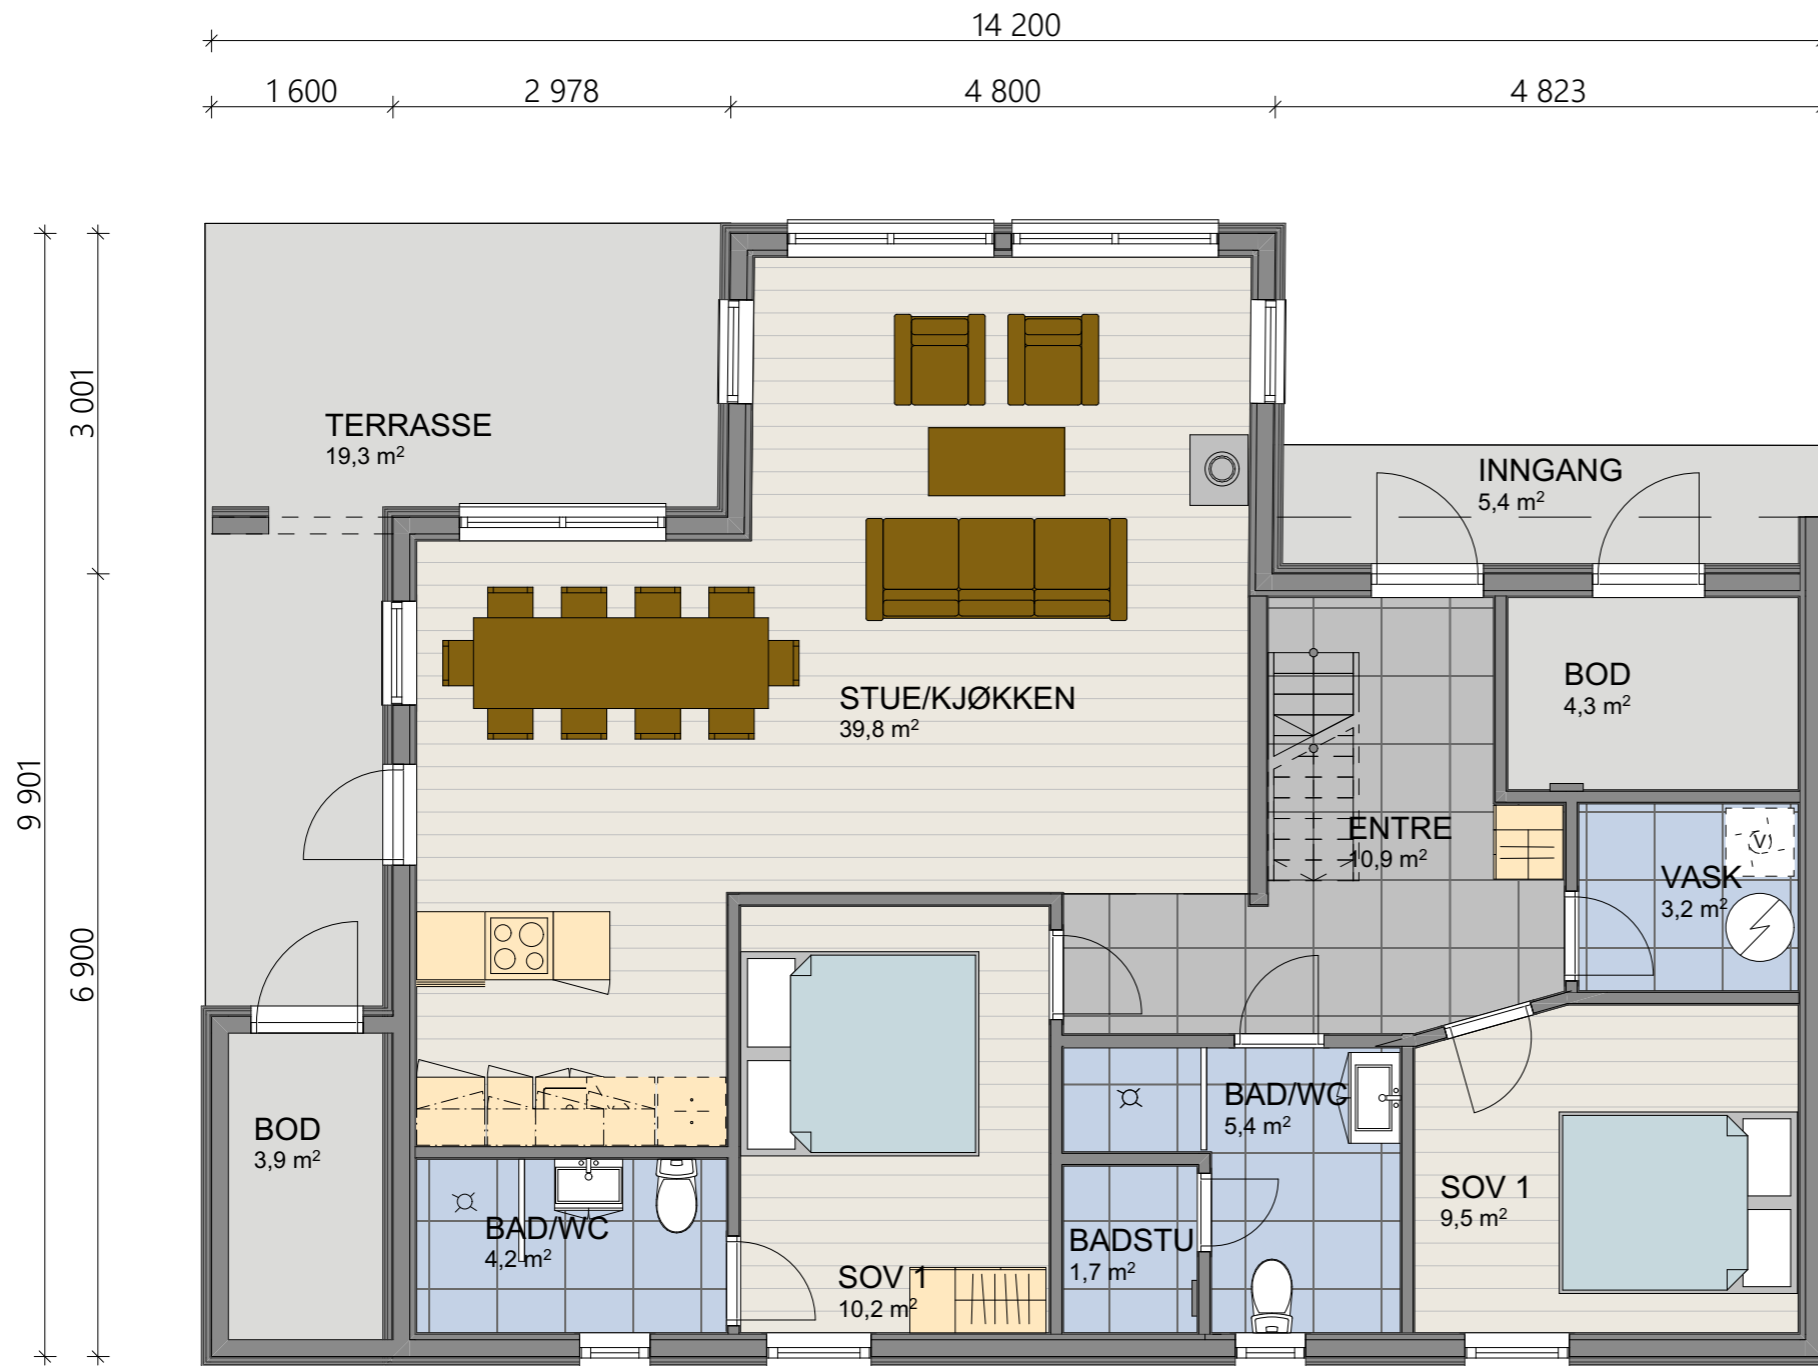 14 200
1 600
2 978
4 800
4 823
3 001
9 901
6 900
TERRASSE
19,3 m²
INNGANG
5,4 m²
STUE/KJØKKEN
39,8 m²
BOD
4,3 m²
ENTRE
10,9 m²
VASK
3,2 m²
V
BOD
3,9 m²
BAD/WC
5,4 m²
BAD/WC
4,2 m²
SOV 1
10,2 m²
BADSTU
1,7 m²
SOV 1
9,5 m²